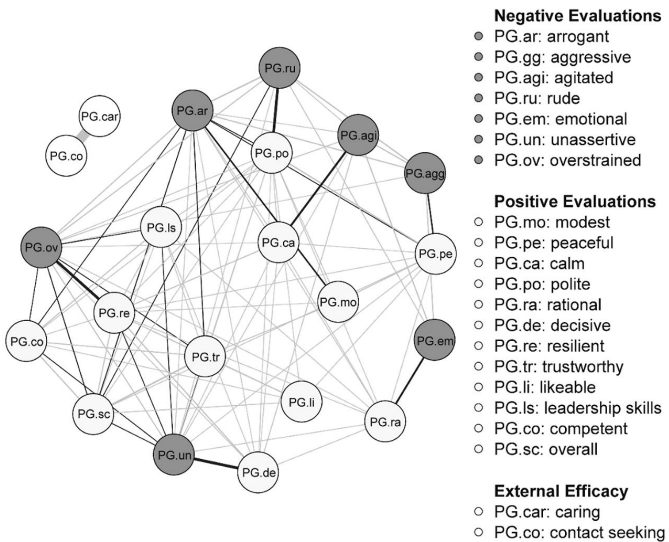 PG.ru
PG.ar
PG.car
PG.agi
PG.po
PG.co
PG.agg
PG.ls
PG.ov
PG.ca
PG.pe
PG.mo
PG.re
PG.co
PG.em
PG.tr
PG.li
PG.sc
PG.ra
PG.un
PG.de
Negative Evaluations
PG.ar: arrogant
PG.gg: aggressive
PG.agi: agitated
PG.ru: rude
PG.em: emotional
PG.un: unassertive
PG.ov: overstrained
Positive Evaluations
PG.mo: modest
PG.pe: peaceful
PG.ca: calm
PG.po: polite
PG.ra: rational
PG.de: decisive
PG.re: resilient
PG.tr: trustworthy
PG.li: likeable
PG.ls: leadership skills
PG.co: competent
PG.sc: overall
External Efficacy
PG.car: caring
PG.co: contact seeking